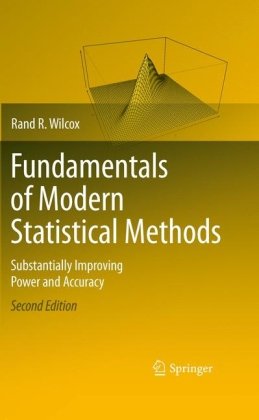 Rand R. Wilcox
Fundamentals
of Modern
Statistical Methods
Substantially Improving
Power and Accuracy
Second Edition
Springer